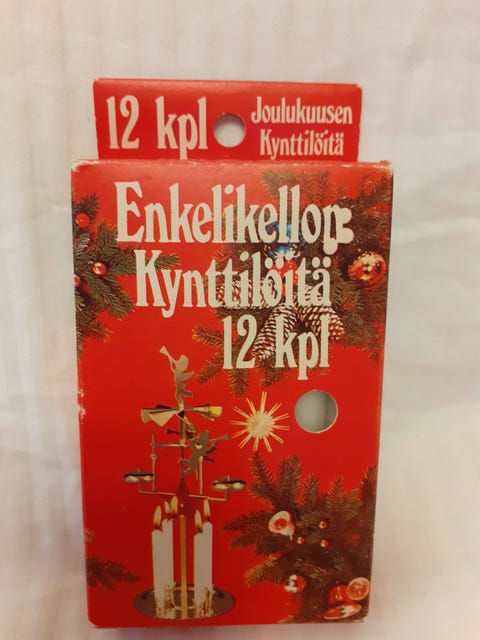 12 kpl
Joulukuusen
Kynttilöitä
Enkelikellon
Kynttilöitä
12 kpl